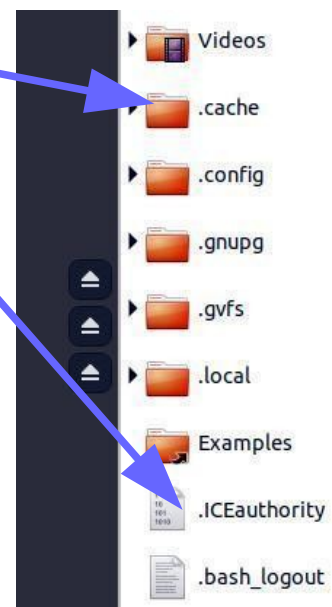 Videos
.cache
.config
.gnupg
.gvfs
.local
Examples
.ICEauthority
.bash_logout